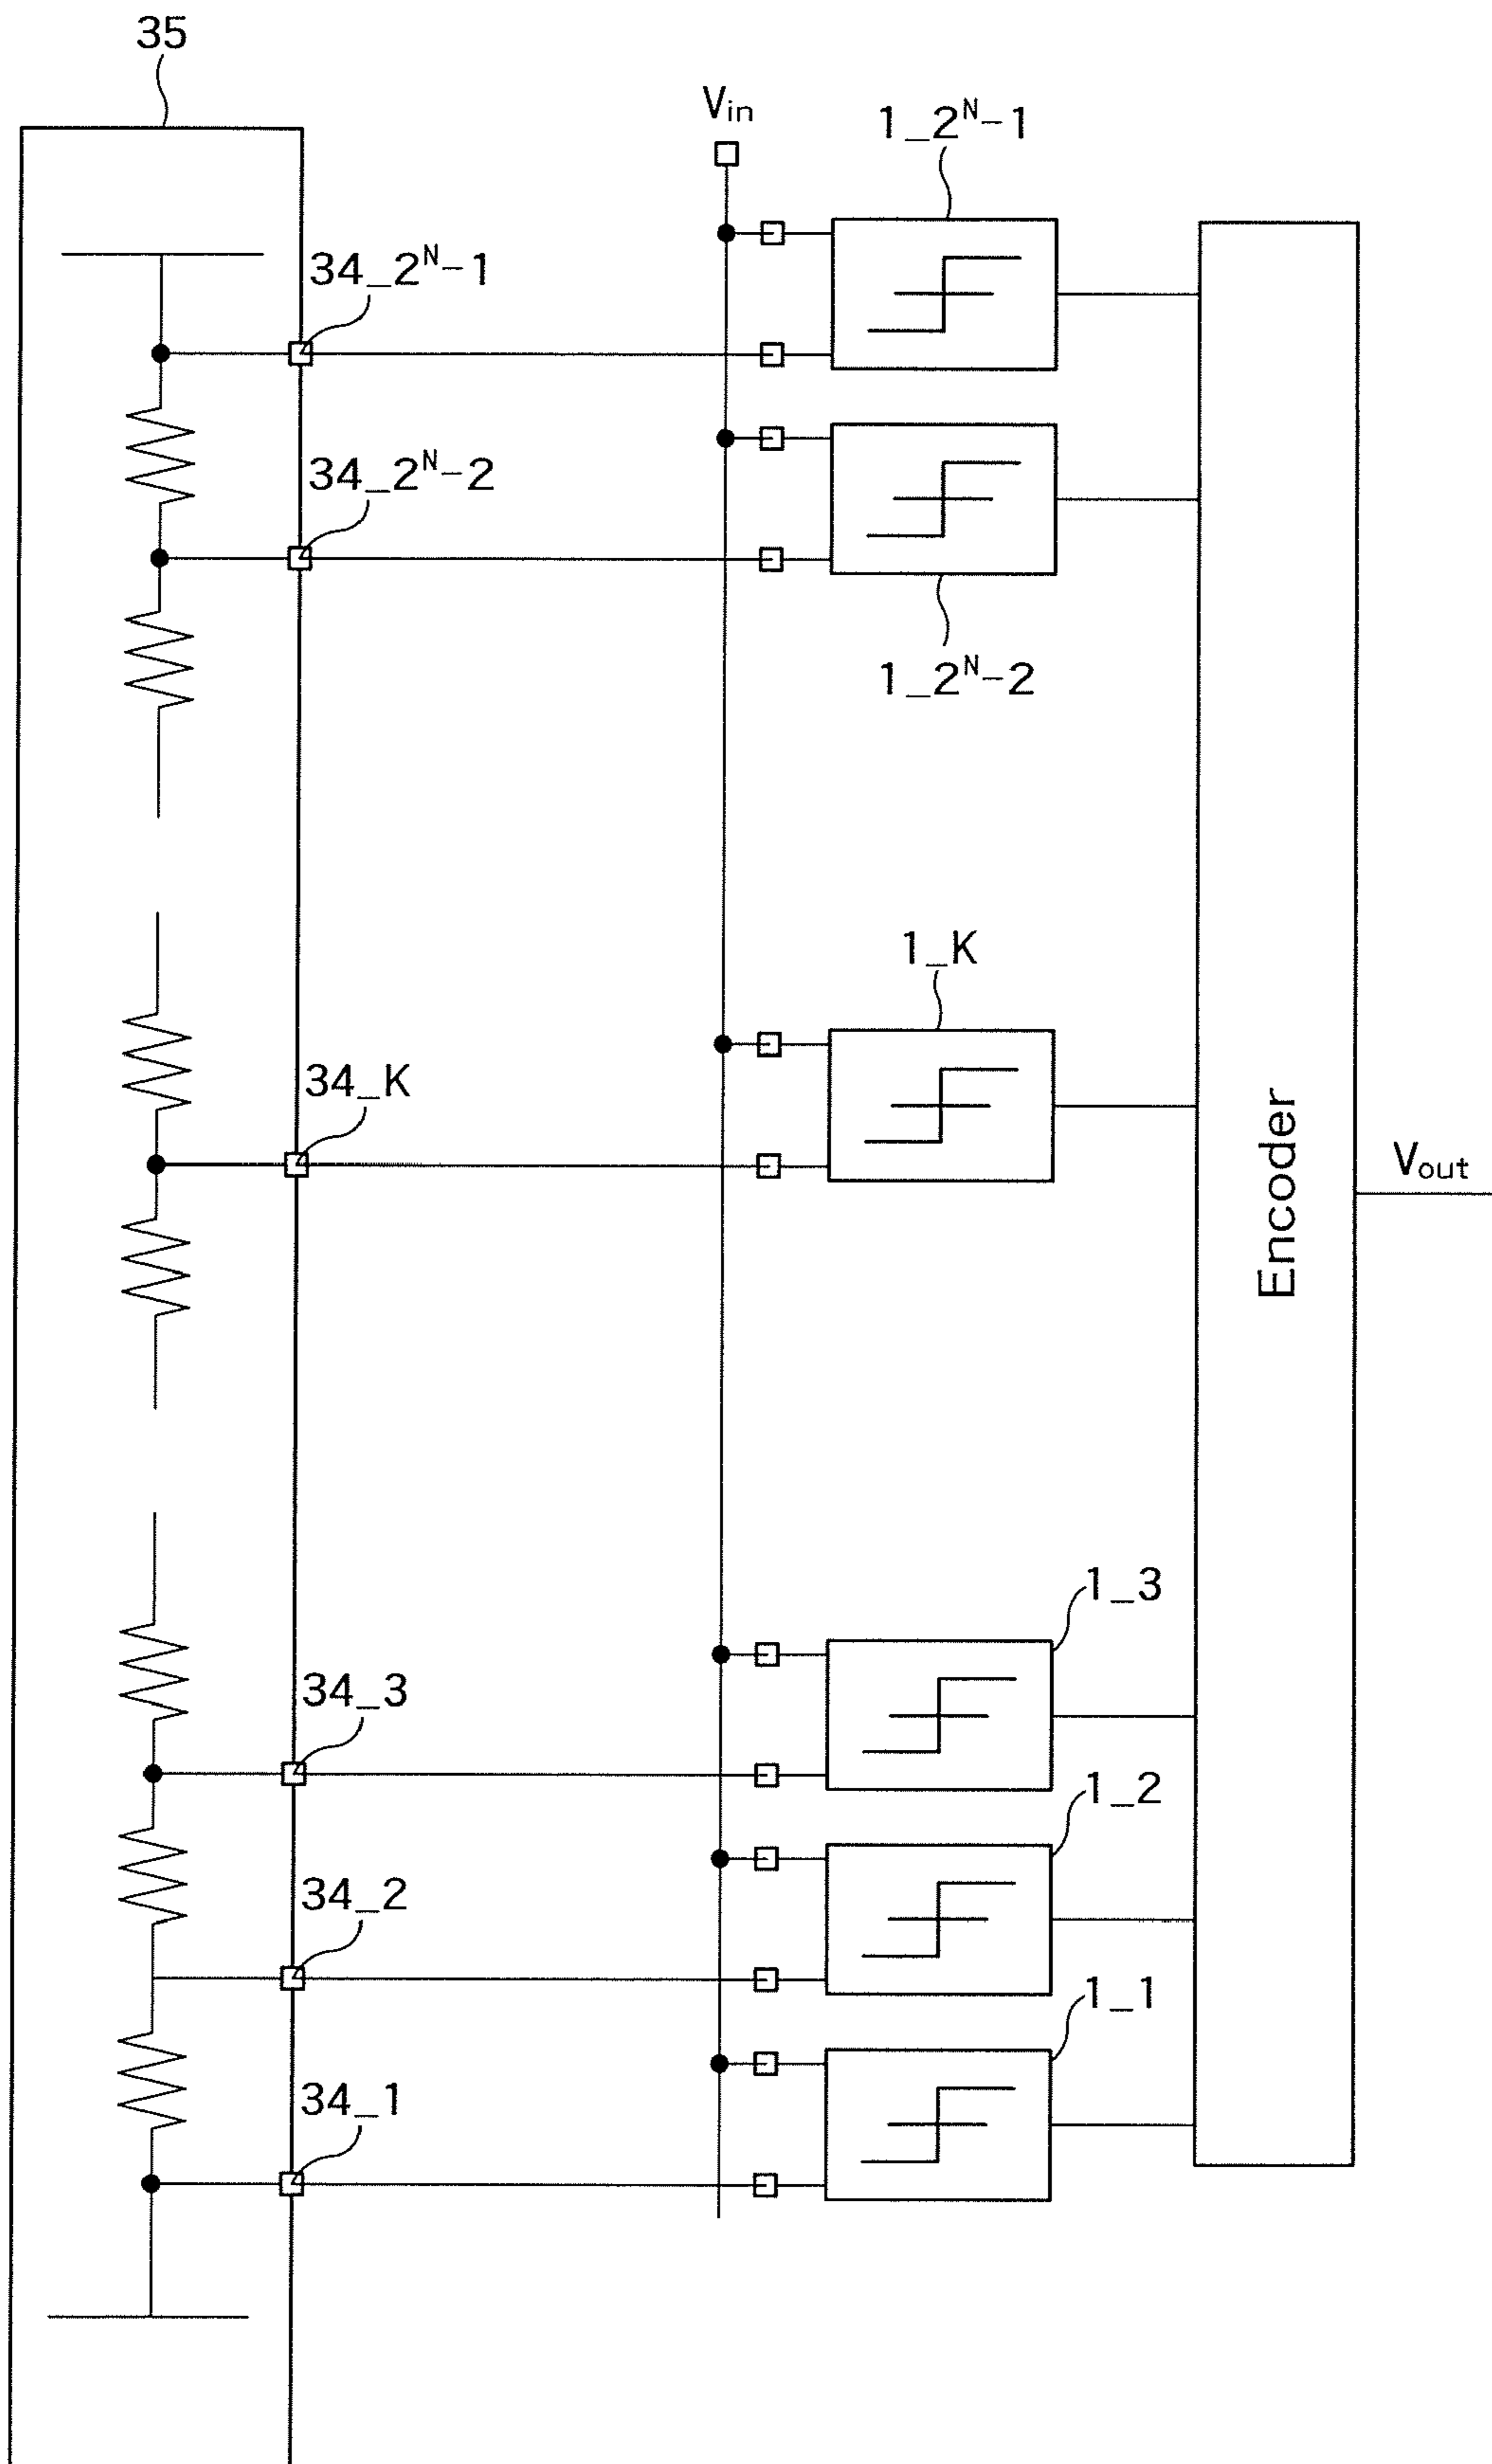 35
Vin
1_2ᴺ-1
34_2ᴺ-1
34_2ᴺ-2
1_2ᴺ-2
1_K
34_K
Encoder
Vout
1_3
34_3
1_2
34_2
1_1
34_1